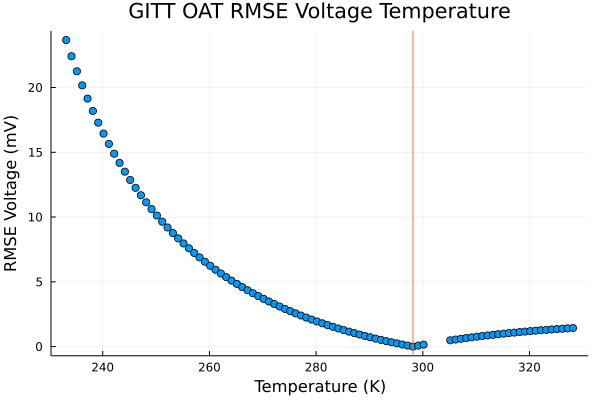 GITT OAT RMSE Voltage Temperature
RMSE Voltage (mV)
20
15
10
5
0
240 260 280 300 320
Temperature (K)